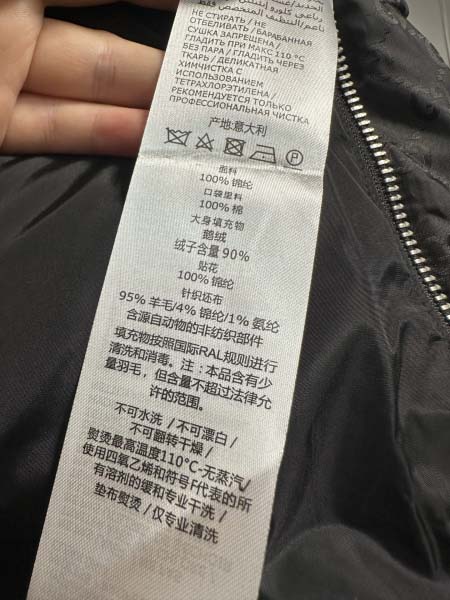 НЕ СТИРАТЬ / НЕ
ОТБЕЛИВАТЬ / БАРАБАННАЯ
СУШКА ЗАПРЕЩЕНА /
ГЛАДИТЬ ПРИ МАКС 110 °C
БЕЗ ПАРА / ГЛАДИТЬ ЧЕРЕЗ
ТКАНЬ / ДЕЛИКАТНАЯ
ХИМЧИСТКА С
ИСПОЛЬЗОВАНИЕМ
ТЕТРАХЛОРЭТИЛЕНА /
РЕКОМЕНДУЕТСЯ ТОЛЬКО
ПРОФЕССИОНАЛЬНАЯ ЧИСТКА
产地:意大利
P
面料
100% 锦纶
口袋里料
100% 棉
大身填充物
鹅绒
绒子含量90%
贴花
100% 锦纶
针织坯布
95% 羊毛/4% 锦纶/1% 氨纶
含源自动物的非纺织部件
填充物按照国际RAL规则进行
清洗和消毒。注：本品含有少
量羽毛，但含量不超过法律允
许的范围。
不可水洗 / 不可漂白 /
不可翻转干燥 /
熨烫最高温度110°C-无蒸汽/
使用四氧乙烯和符号F代表的所
有溶剂的缓和专业干洗 /
垫布熨烫 / 仅专业清洗